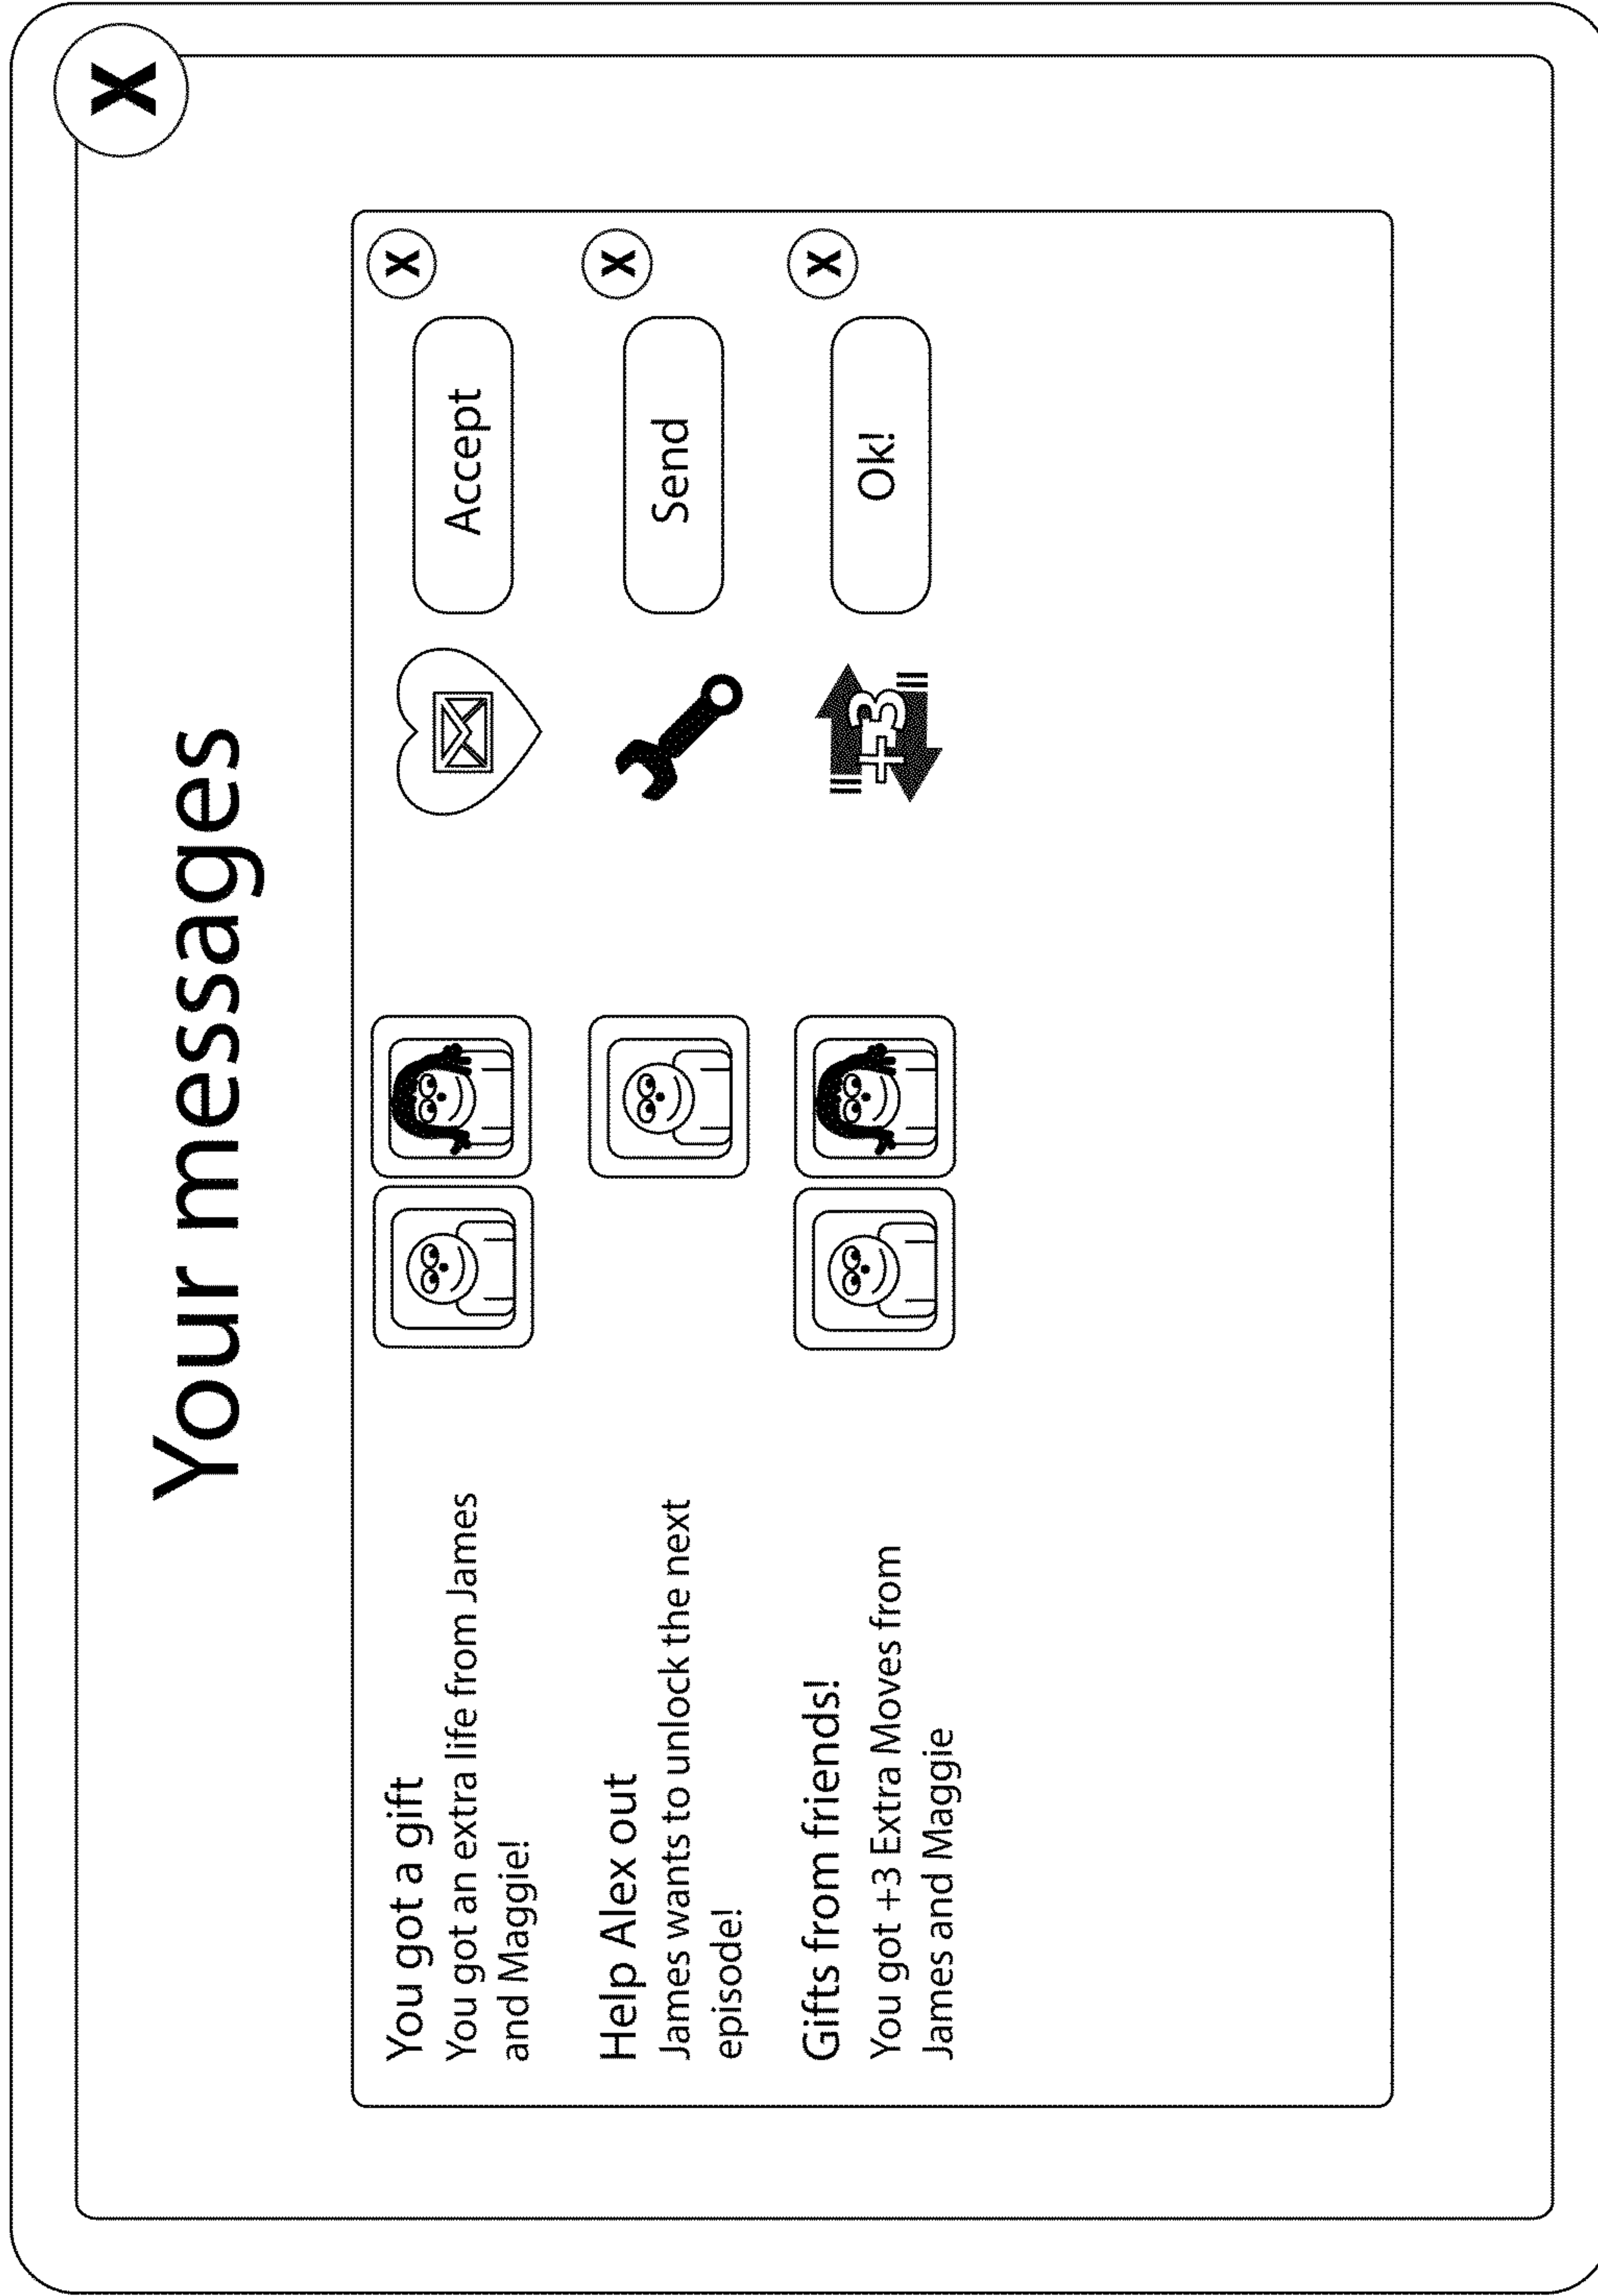 Your messages
X
You got a gift
You got an extra life from James
and Maggie!
Accept
X
Help Alex out
James wants to unlock the next
episode!
Send
X
Gifts from friends!
You got +3 Extra Moves from
James and Maggie
+3
Ok!
X